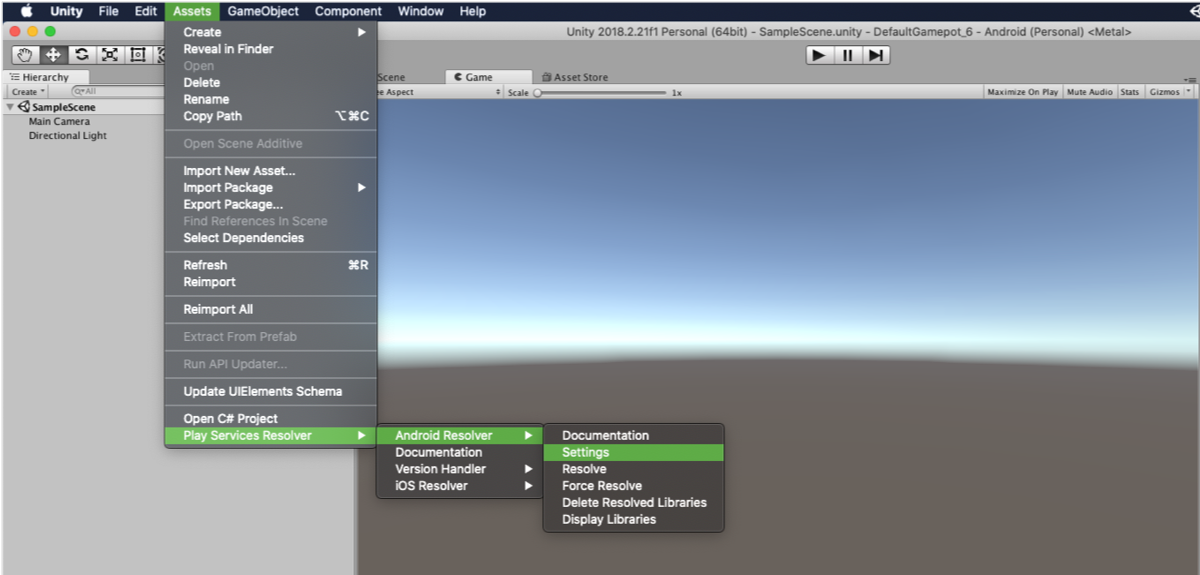 Unity File Edit Assets GameObject Component Window Help
Unity 2018.2.21f1 Personal (64bit) - SampleScene.unity - DefaultGamepot_6 - Android (Personal) <Metal>
Hierarchy
Create
All
SampleScene
Main Camera
Directional Light
Scene
Game
Asset Store
Aspect
Scale
1x
Maximize On Play
Mute Audio
Stats
Gizmos
Create
Reveal in Finder
Open
Delete
Rename
Copy Path ⌥⌘C
Open Scene Additive
Import New Asset...
Import Package
Export Package...
Find References In Scene
Select Dependencies
Refresh ⌘R
Reimport
Reimport All
Extract From Prefab
Run API Updater...
Update UIElements Schema
Open C# Project
Play Services Resolver
Android Resolver
Documentation
Version Handler
iOS Resolver
Documentation
Settings
Resolve
Force Resolve
Delete Resolved Libraries
Display Libraries